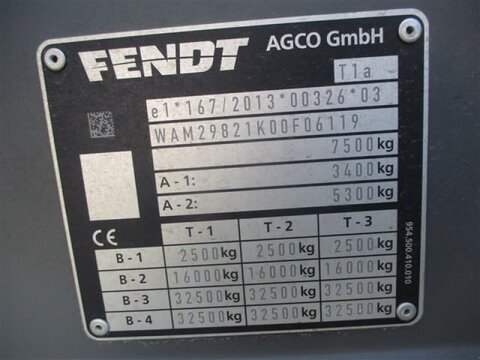 FENDT AGCO GmbH
T1a
e1*167/2013*00326*03
WAM29821K00F06119
7500kg
A - 1: 3400kg
A - 2: 5300kg
CE T - 1 T - 2 T - 3
B - 1 2500kg 2500kg 2500kg
B - 2 16000kg 16000kg 16000kg
B - 3 32500kg 32500kg 32500kg
B - 4 32500kg 32500kg 32500kg
954.500.410.010